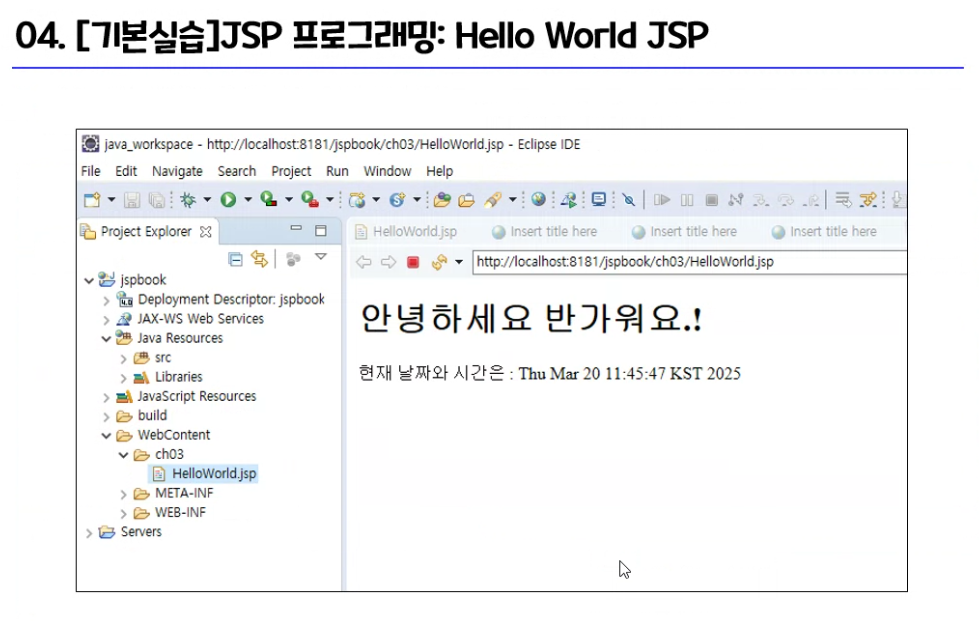 04. [기본실습]JSP 프로그래밍: Hello World JSP
java_workspace - http://localhost:8181/jspbook/ch03/HelloWorld.jsp - Eclipse IDE
File Edit Navigate Search Project Run Window Help
Project Explorer
HelloWorld.jsp Insert title here Insert title here Insert title here
http://localhost:8181/jspbook/ch03/HelloWorld.jsp
jspbook
Deployment Descriptor: jspbook
JAX-WS Web Services
Java Resources
src
Libraries
JavaScript Resources
build
WebContent
ch03
HelloWorld.jsp
META-INF
WEB-INF
Servers
안녕하세요 반가워요.!
현재 날짜와 시간은 : Thu Mar 20 11:45:47 KST 2025